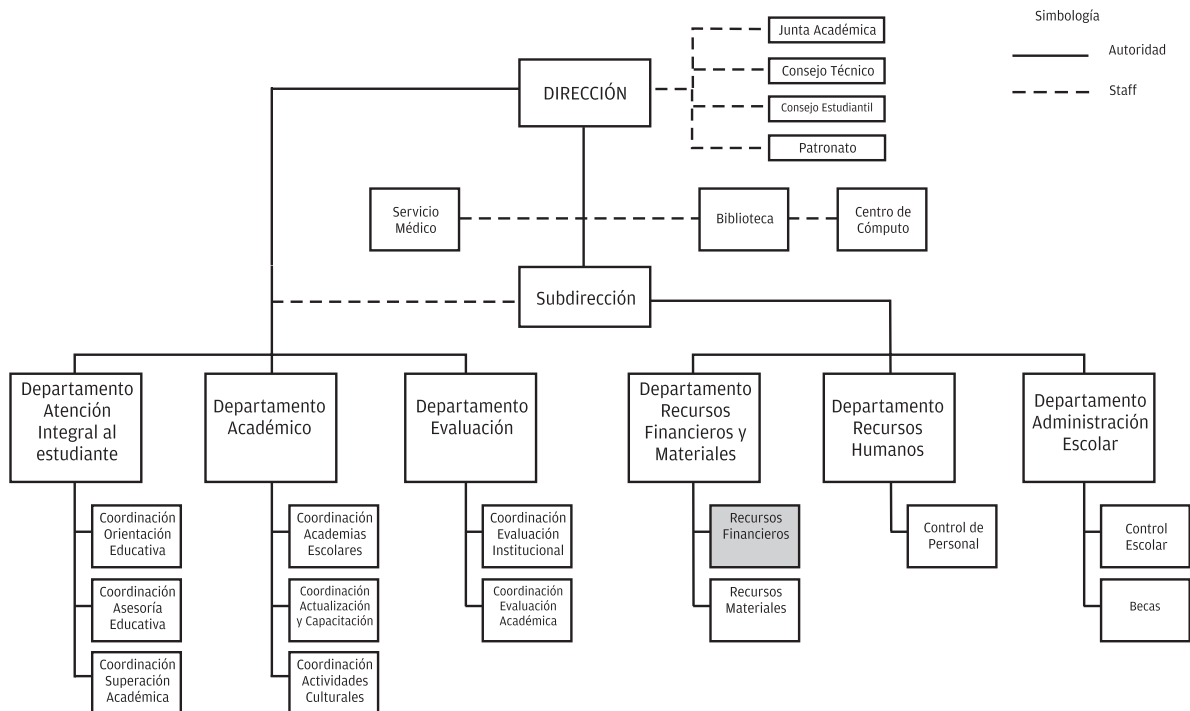 Simbología
Autoridad
Staff
Junta Académica
Consejo Técnico
Consejo Estudiantil
Patronato
DIRECCIÓN
Servicio
Médico
Biblioteca
Centro de
Cómputo
Subdirección
Departamento
Atención
Integral al
estudiante
Departamento
Académico
Departamento
Evaluación
Departamento
Recursos
Financieros y
Materiales
Departamento
Recursos
Humanos
Departamento
Administración
Escolar
Coordinación
Orientación
Educativa
Coordinación
Asesoría
Educativa
Coordinación
Superación
Académica
Coordinación
Academias
Escolares
Coordinación
Actualización
y Capacitación
Coordinación
Actividades
Culturales
Coordinación
Evaluación
Institucional
Coordinación
Evaluación
Académica
Recursos
Financieros
Recursos
Materiales
Control de
Personal
Control
Escolar
Becas